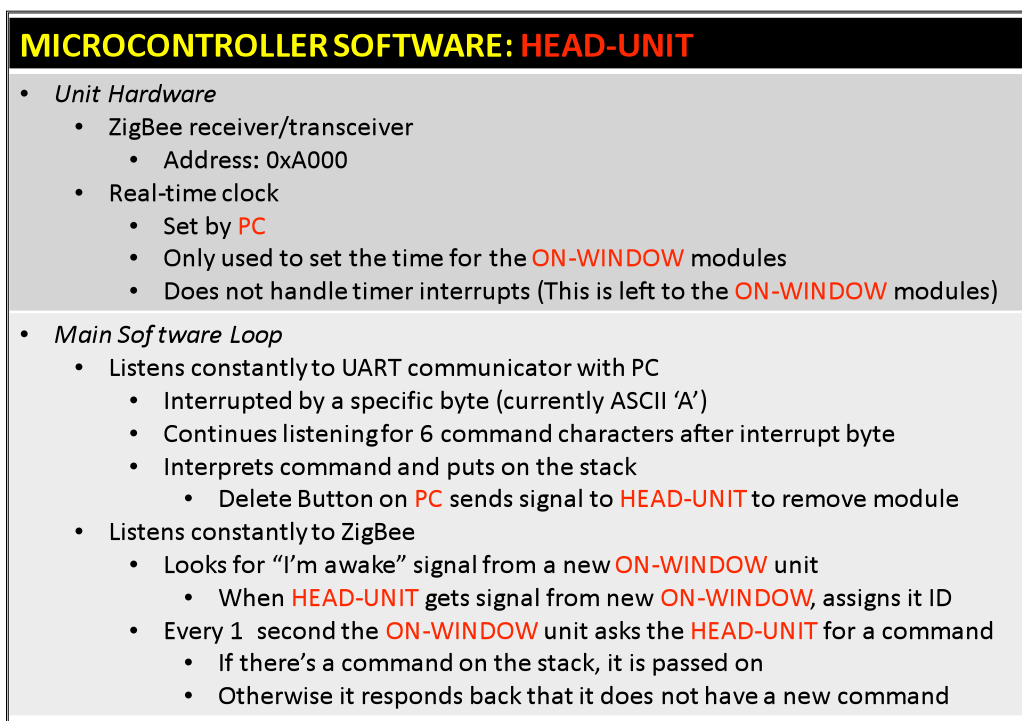 MICROCONTROLLER SOFTWARE: HEAD-UNIT
• Unit Hardware
• ZigBee receiver/transceiver
• Address: 0xA000
• Real-time clock
• Set by PC
• Only used to set the time for the ON-WINDOW modules
• Does not handle timer interrupts (This is left to the ON-WINDOW modules)
• Main Software Loop
• Listens constantly to UART communicator with PC
• Interrupted by a specific byte (currently ASCII ‘A’)
• Continues listening for 6 command characters after interrupt byte
• Interprets command and puts on the stack
• Delete Button on PC sends signal to HEAD-UNIT to remove module
• Listens constantly to ZigBee
• Looks for “I’m awake” signal from a new ON-WINDOW unit
• When HEAD-UNIT gets signal from new ON-WINDOW, assigns it ID
• Every 1 second the ON-WINDOW unit asks the HEAD-UNIT for a command
• If there’s a command on the stack, it is passed on
• Otherwise it responds back that it does not have a new command